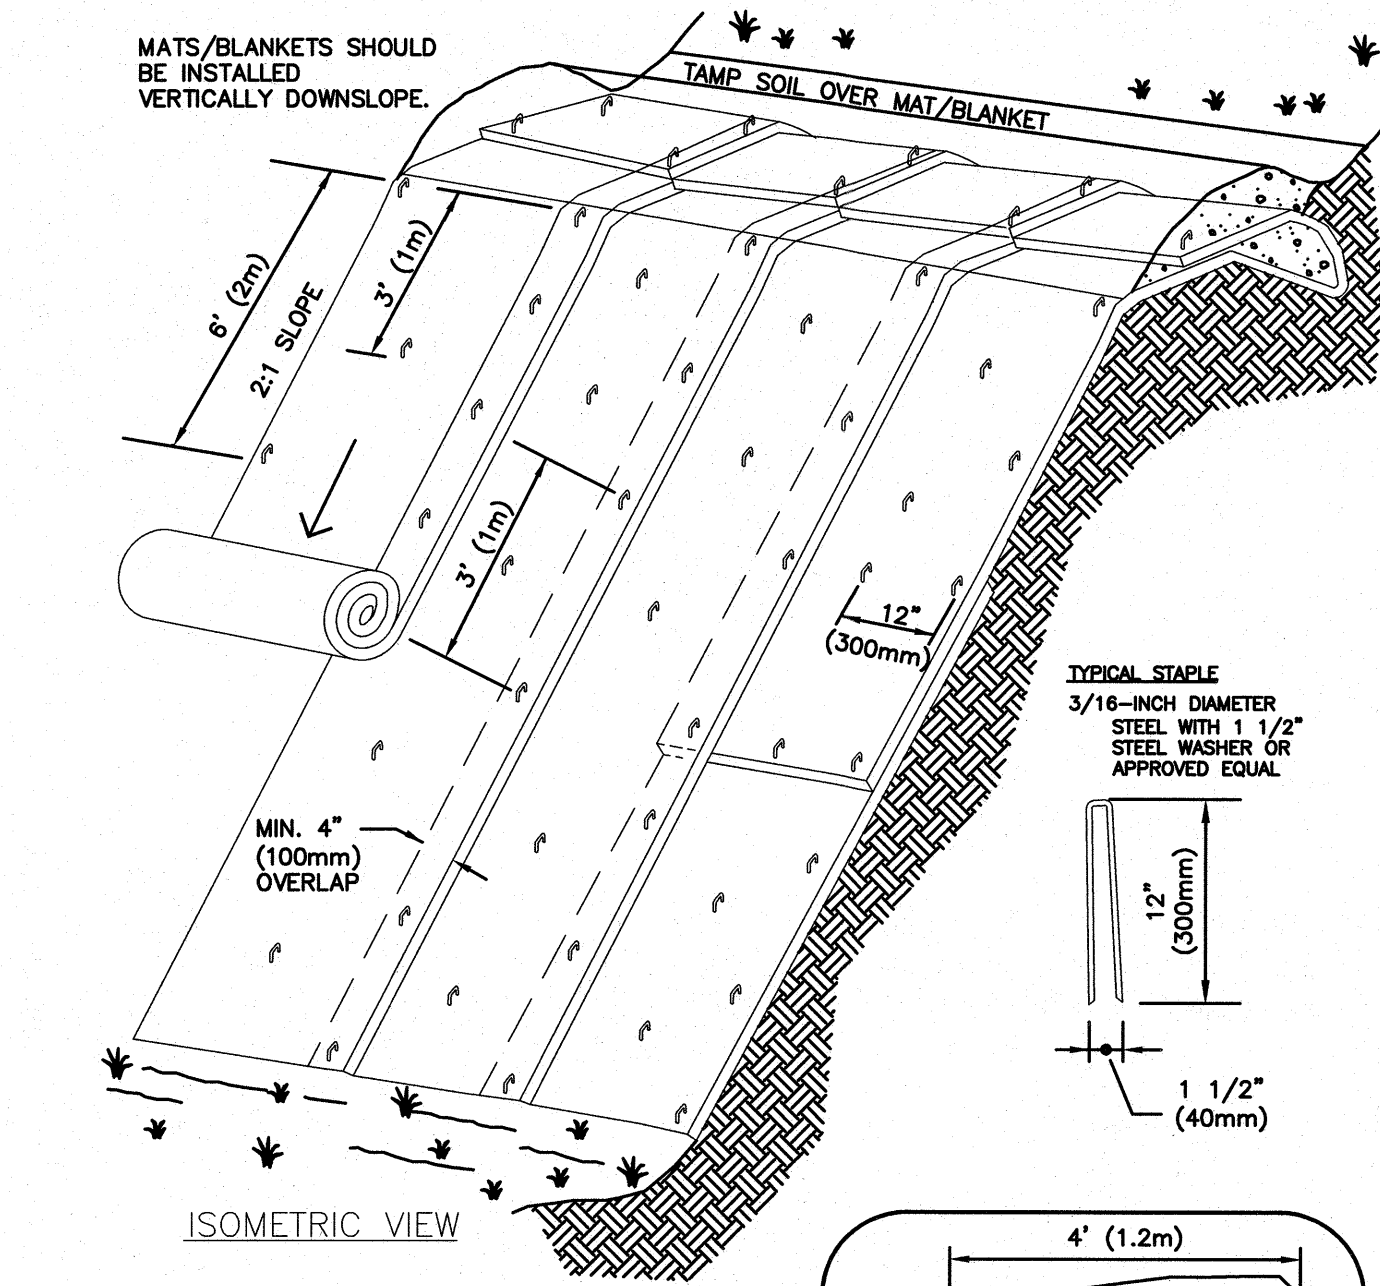 MATS/BLANKETS SHOULD
BE INSTALLED
VERTICALLY DOWNSLOPE.
TAMP SOIL OVER MAT/BLANKET
6' (2m)
2:1 SLOPE
3' (1m)
3' (1m)
12"
(300mm)
MIN. 4"
(100mm)
OVERLAP
TYPICAL STAPLE
3/16-INCH DIAMETER
STEEL WITH 1 1/2"
STEEL WASHER OR
APPROVED EQUAL
12"
(300mm)
1 1/2"
(40mm)
ISOMETRIC VIEW
4' (1.2m)